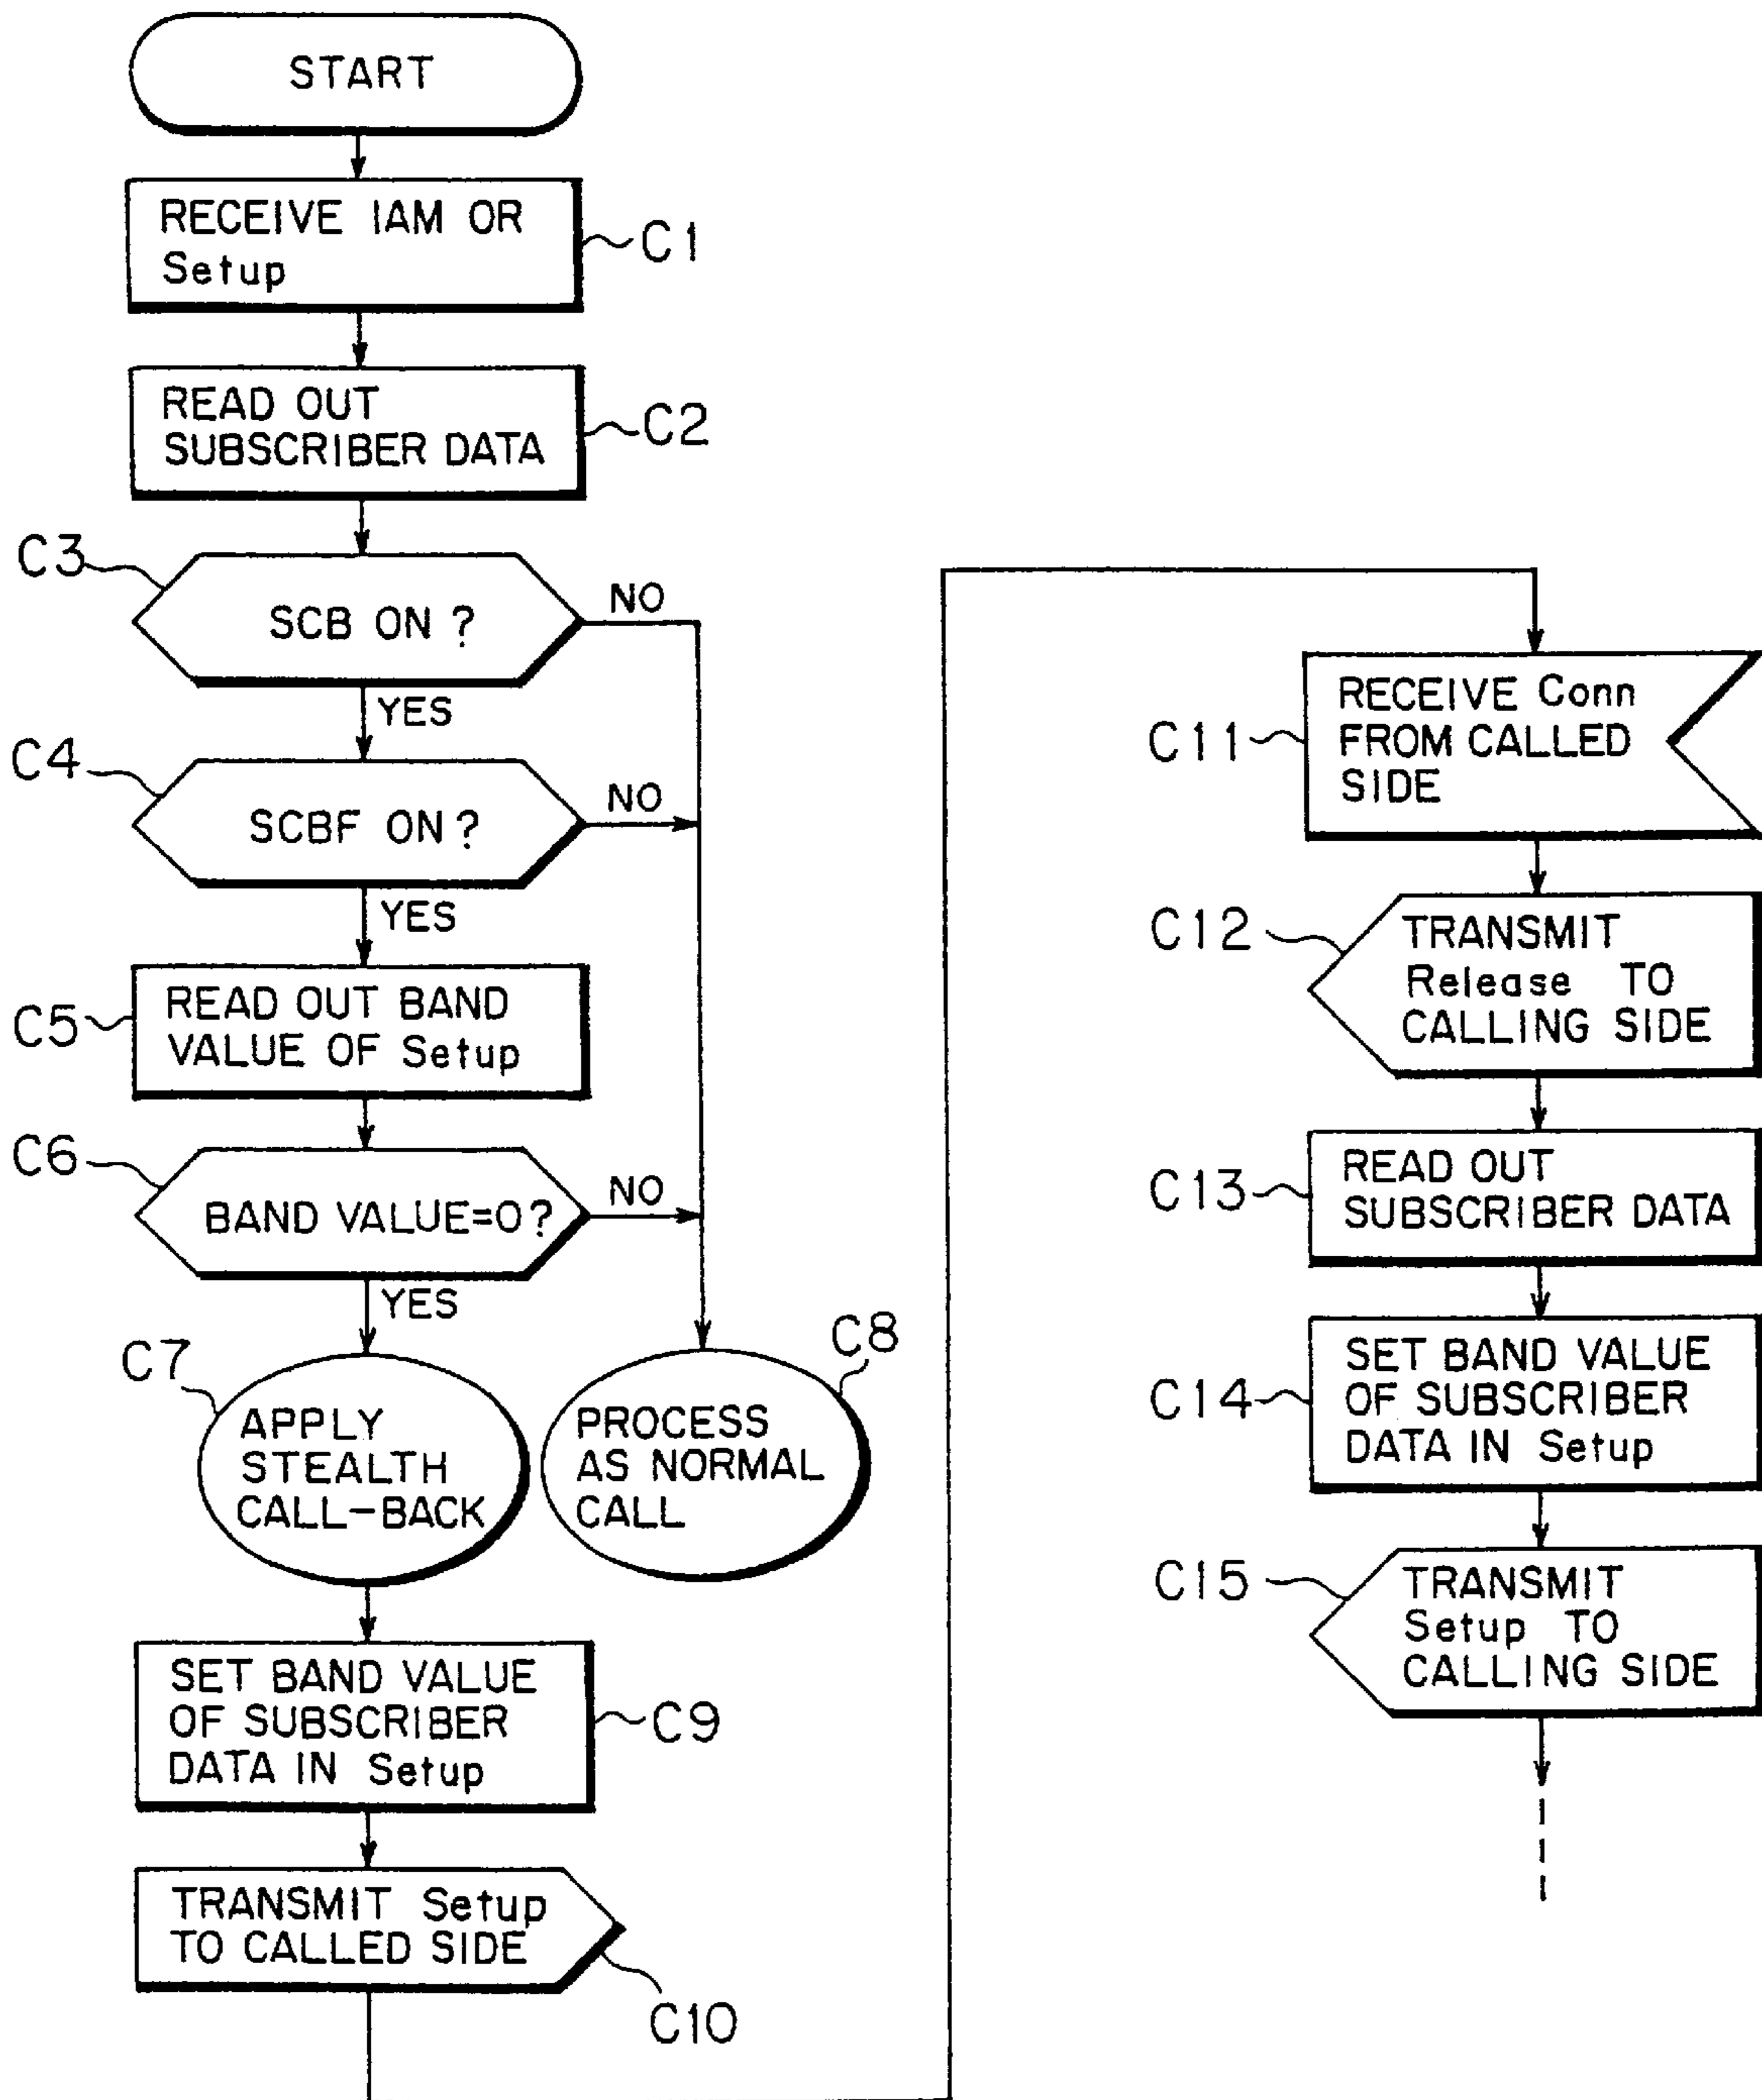 START
RECEIVE IAM OR
Setup
C1
READ OUT
SUBSCRIBER DATA
C2
C3
SCB ON ?
NO
YES
C4
SCBF ON ?
NO
YES
C5
READ OUT BAND
VALUE OF Setup
C6
BAND VALUE=0?
NO
YES
C7
APPLY
STEALTH
CALL-BACK
C8
PROCESS
AS NORMAL
CALL
SET BAND VALUE
OF SUBSCRIBER
DATA IN Setup
C9
TRANSMIT Setup
TO CALLED SIDE
C10
C11
RECEIVE Conn
FROM CALLED
SIDE
C12
TRANSMIT
Release TO
CALLING SIDE
C13
READ OUT
SUBSCRIBER DATA
C14
SET BAND VALUE
OF SUBSCRIBER
DATA IN Setup
C15
TRANSMIT
Setup TO
CALLING SIDE